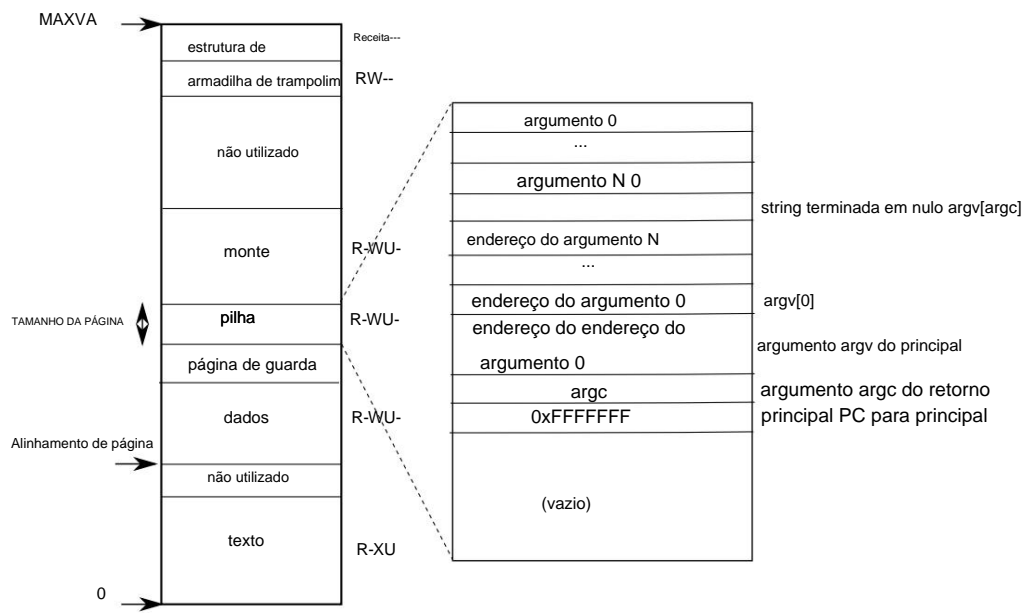 MAXVA
estrutura de
Receita---
armadilha de trampolim
RW--
não utilizado
monte
R-WU-
TAMANHO DA PÁGINA
pilha
R-WU-
página de guarda
dados
R-WU-
Alinhamento de página
não utilizado
texto
R-XU
0
argumento 0
...
argumento N 0
string terminada em nulo argv[argc]
endereço do argumento N
...
endereço do argumento 0
argv[0]
endereço do endereço do
argumento 0
argumento argv do principal
argc
argumento argc do retorno
0xFFFFFFF
principal PC para principal
(vazio)